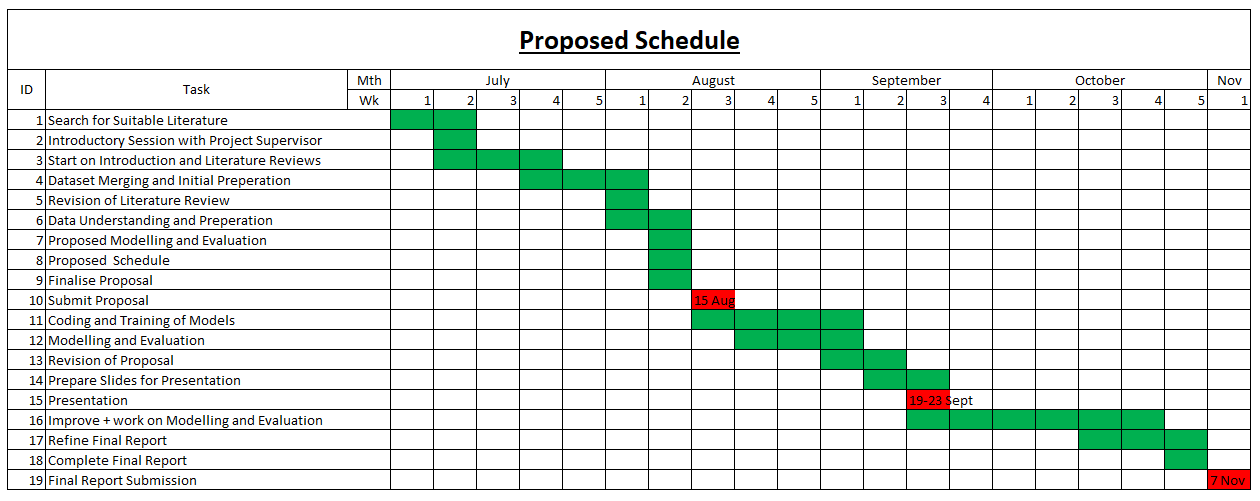 Proposed Schedule
ID Task Mth July August September October Nov
Wk 1 2 3 4 5 1 2 3 4 5 1 2 3 4 1 2 3 4 5 1
1 Search for Suitable Literature
2 Introductory Session with Project Supervisor
3 Start on Introduction and Literature Reviews
4 Dataset Merging and Initial Preperation
5 Revision of Literature Review
6 Data Understanding and Preperation
7 Proposed Modelling and Evaluation
8 Proposed Schedule
9 Finalise Proposal
10 Submit Proposal 15 Aug
11 Coding and Training of Models
12 Modelling and Evaluation
13 Revision of Proposal
14 Prepare Slides for Presentation
15 Presentation 19-23 Sept
16 Improve + work on Modelling and Evaluation
17 Refine Final Report
18 Complete Final Report
19 Final Report Submission 7 Nov